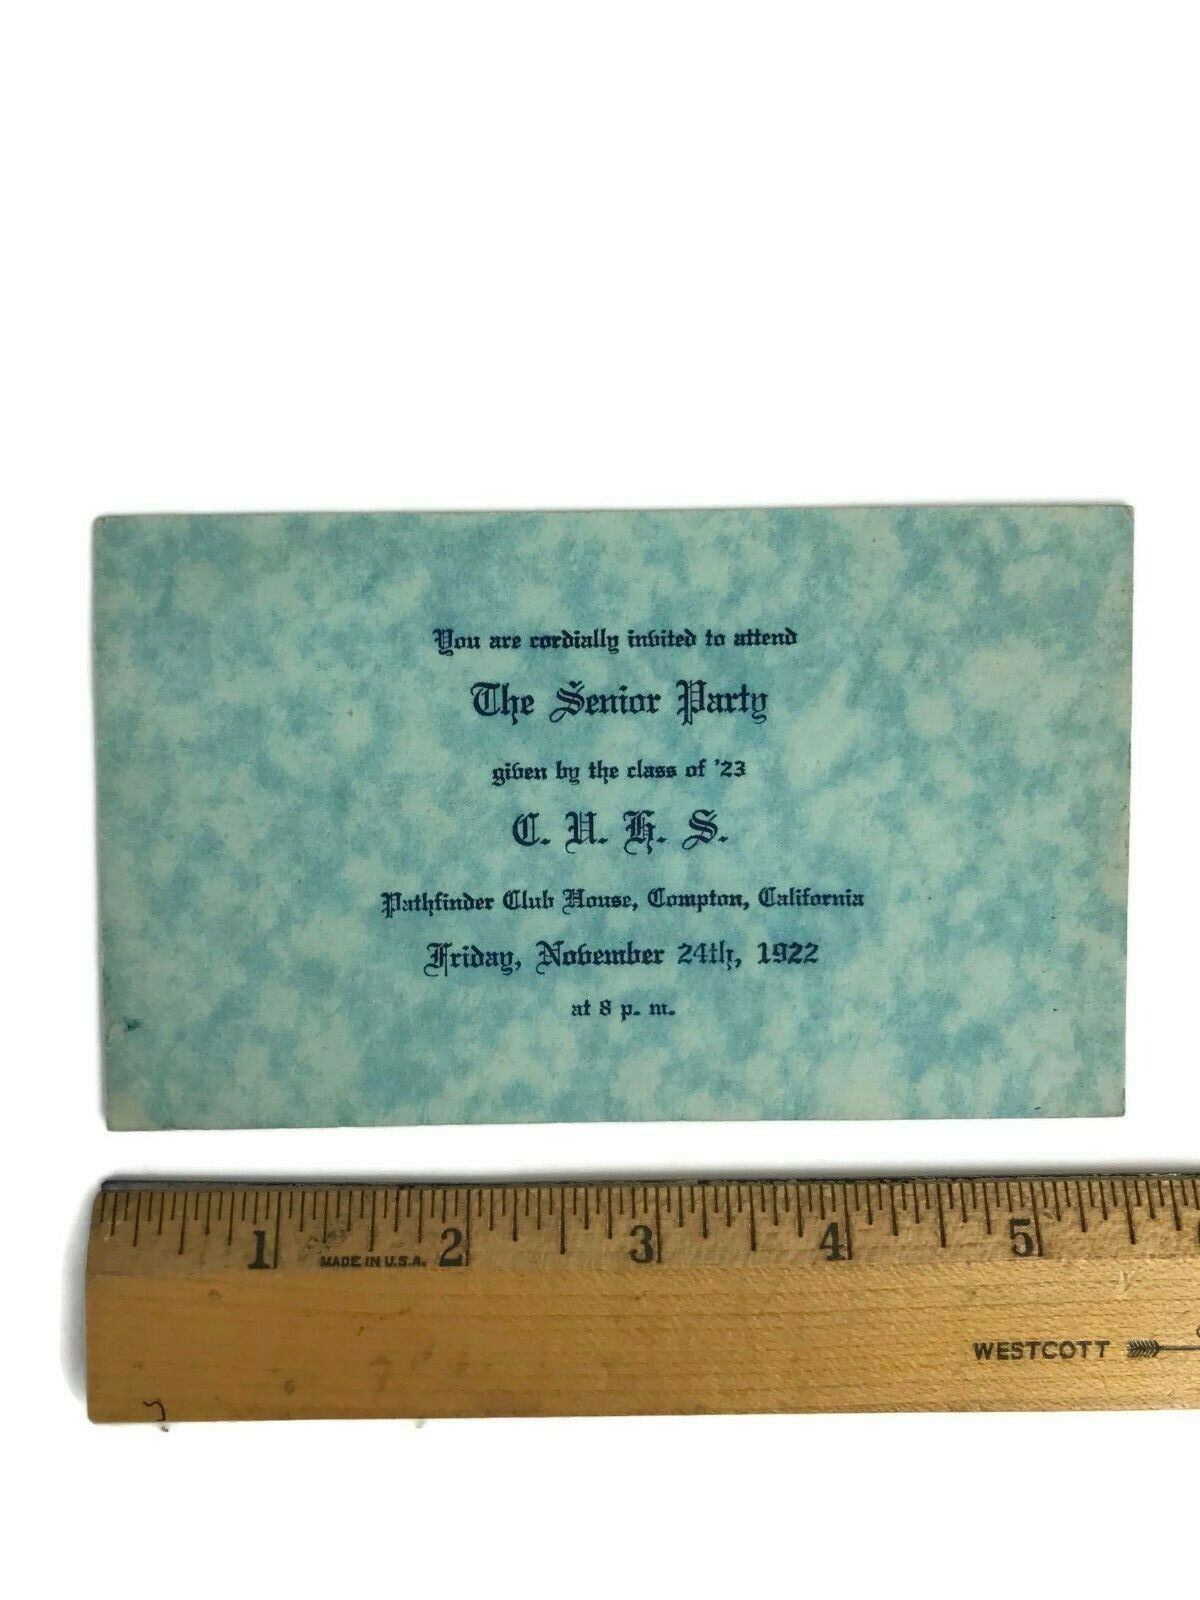 You are cordially invited to attend
The Senior Party
given by the class of '23
C. U. H. S.
Pathfinder Club House, Compton, California
Friday, November 24th, 1922
at 8 p. m.
1 2 3 4 5
MADE IN U.S.A.
WESTCOTT